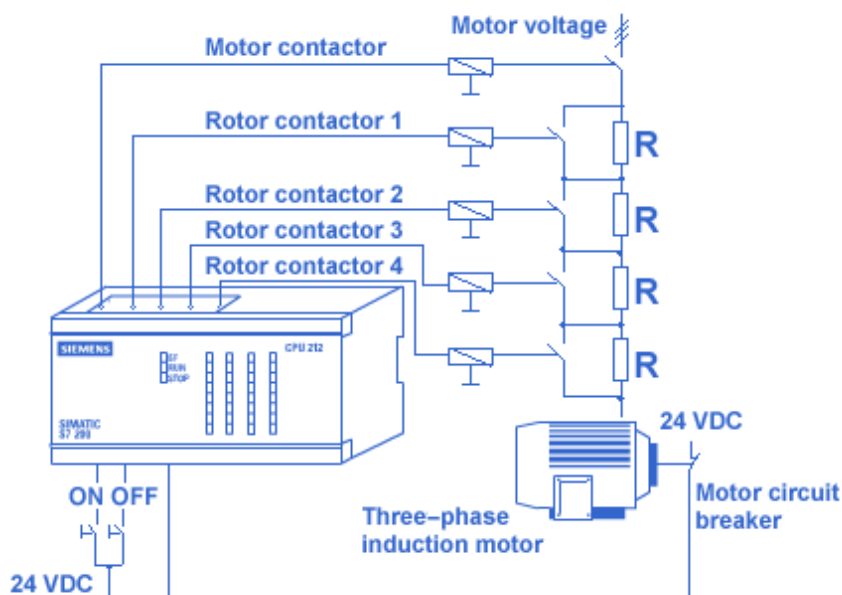 Motor voltage
Motor contactor
Rotor contactor 1
R
Rotor contactor 2
R
Rotor contactor 3
Rotor contactor 4
R
SIEMENS
CPU 212
SF
RUN
STOP
R
SIMATIC
S7 200
24 VDC
ON OFF
Motor circuit
breaker
Three-phase
induction motor
24 VDC